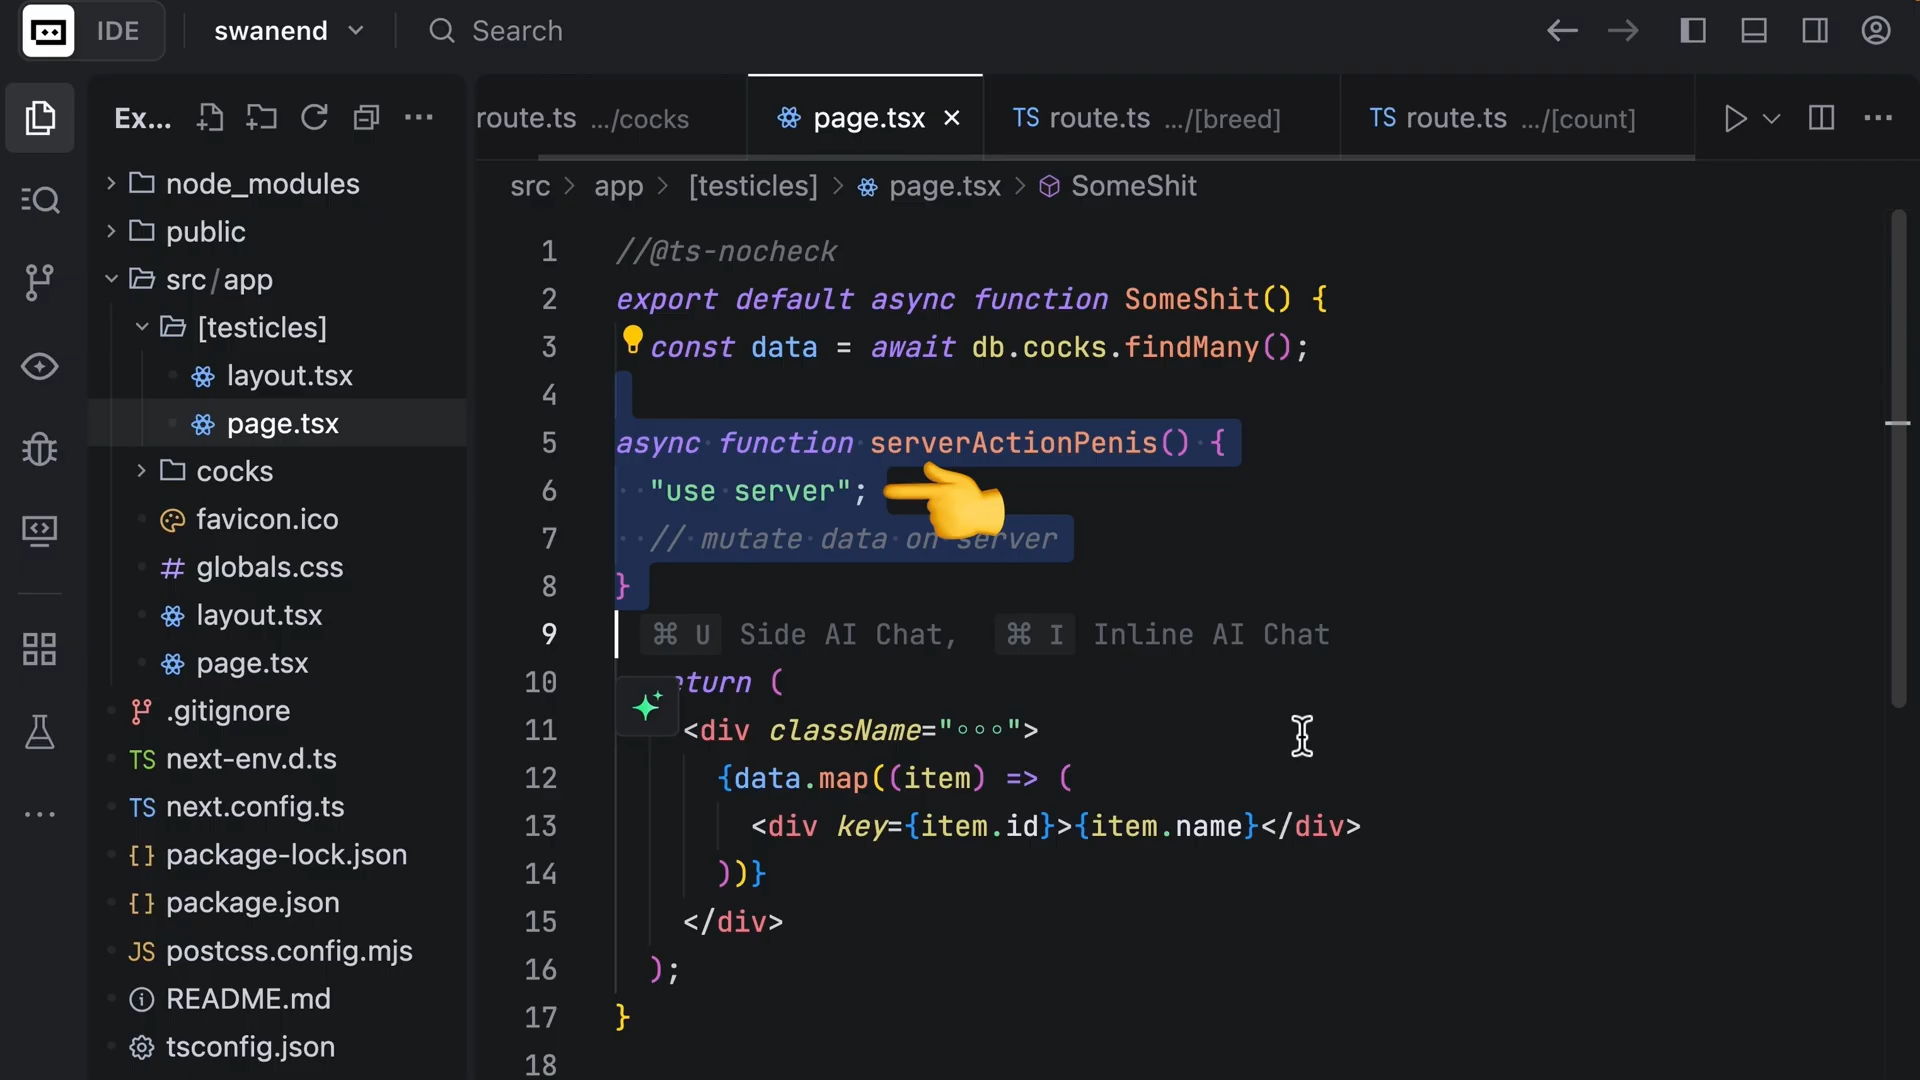 IDE
swanend
Search
Ex...
route.ts .../cocks
page.tsx
TS route.ts .../[breed]
TS route.ts .../[count]
src > app > [testicles] > page.tsx > SomeShit
node_modules
public
src/app
[testicles]
layout.tsx
page.tsx
cocks
favicon.ico
# globals.css
layout.tsx
page.tsx
.gitignore
TS next-env.d.ts
TS next.config.ts
{} package-lock.json
{} package.json
JS postcss.config.mjs
README.md
tsconfig.json
1 //@ts-nocheck
2 export default async function SomeShit() {
3 const data = await db.cocks.findMany();
4
5 async function serverActionPenis() {
6 "use server";
7 // mutate data on server
8 }
9 ⌘ U Side AI Chat, ⌘ I Inline AI Chat
10 eturn (
11 <div className="∘∘∘">
12 {data.map((item) => (
13 <div key={item.id}>{item.name}</div>
14 ))}
15 </div>
16 );
17 }
18